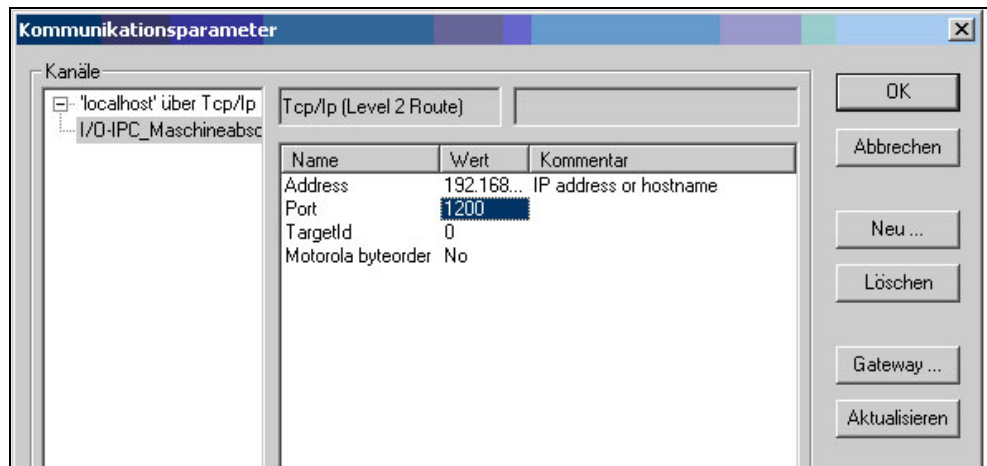 Kommunikationsparameter
Kanäle
'localhost' über Tcp/Ip
I/O-IPC_Maschineabsc
Tcp/Ip (Level 2 Route)
Name Wert Kommentar
Address 192.168... IP address or hostname
Port 1200
TargetId 0
Motorola byteorder No
OK
Abbrechen
Neu ...
Löschen
Gateway ...
Aktualisieren